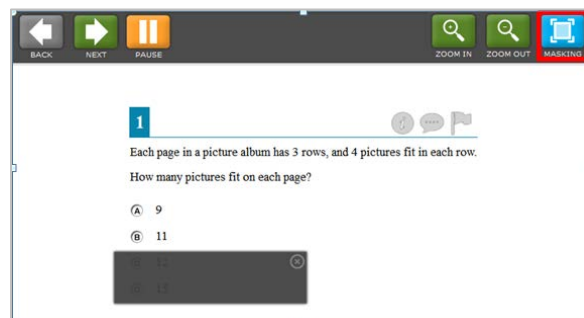 BACK NEXT PAUSE ZOOM IN ZOOM OUT MASKING
1
Each page in a picture album has 3 rows, and 4 pictures fit in each row.
How many pictures fit on each page?
A 9
B 11